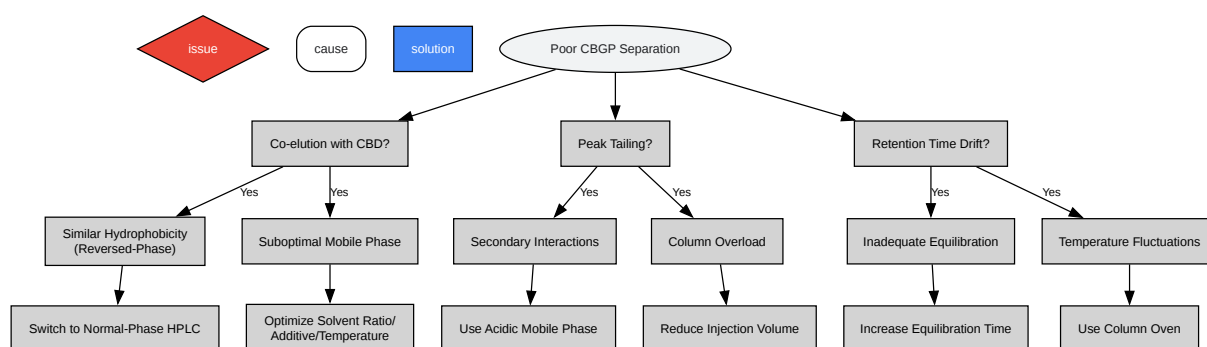 issue
cause
solution
Poor CBGP Separation
Co-elution with CBD?
Peak Tailing?
Retention Time Drift?
Yes
Yes
Yes
Yes
Yes
Yes
Similar Hydrophobicity
(Reversed-Phase)
Suboptimal Mobile Phase
Secondary Interactions
Column Overload
Inadequate Equilibration
Temperature Fluctuations
Switch to Normal-Phase HPLC
Optimize Solvent Ratio/
Additive/Temperature
Use Acidic Mobile Phase
Reduce Injection Volume
Increase Equilibration Time
Use Column Oven